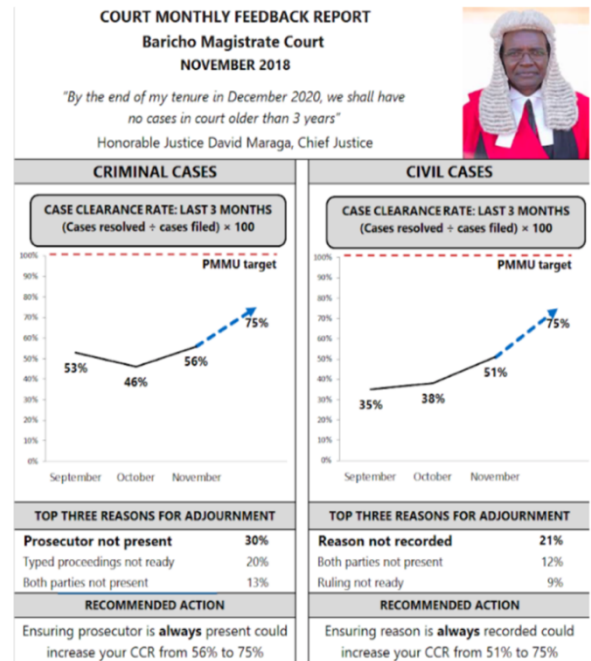 COURT MONTHLY FEEDBACK REPORT
Baricho Magistrate Court
NOVEMBER 2018
"By the end of my tenure in December 2020, we shall have
no cases in court older than 3 years"
Honorable Justice David Maraga, Chief Justice
CRIMINAL CASES
CASE CLEARANCE RATE: LAST 3 MONTHS
(Cases resolved ÷ cases filed) × 100
100%
PMMU target
90%
80%
70%
75%
60%
50%
53%
56%
40%
46%
30%
20%
10%
0%
September October November
TOP THREE REASONS FOR ADJOURNMENT
Prosecutor not present 30%
Typed proceedings not ready 20%
Both parties not present 13%
RECOMMENDED ACTION
Ensuring prosecutor is always present could
increase your CCR from 56% to 75%
CIVIL CASES
CASE CLEARANCE RATE: LAST 3 MONTHS
(Cases resolved ÷ cases filed) × 100
100%
PMMU target
90%
80%
70%
75%
60%
50%
51%
40%
35%
38%
30%
20%
10%
0%
September October November
TOP THREE REASONS FOR ADJOURNMENT
Reason not recorded 21%
Both parties not present 12%
Ruling not ready 9%
RECOMMENDED ACTION
Ensuring reason is always recorded could
increase your CCR from 51% to 75%